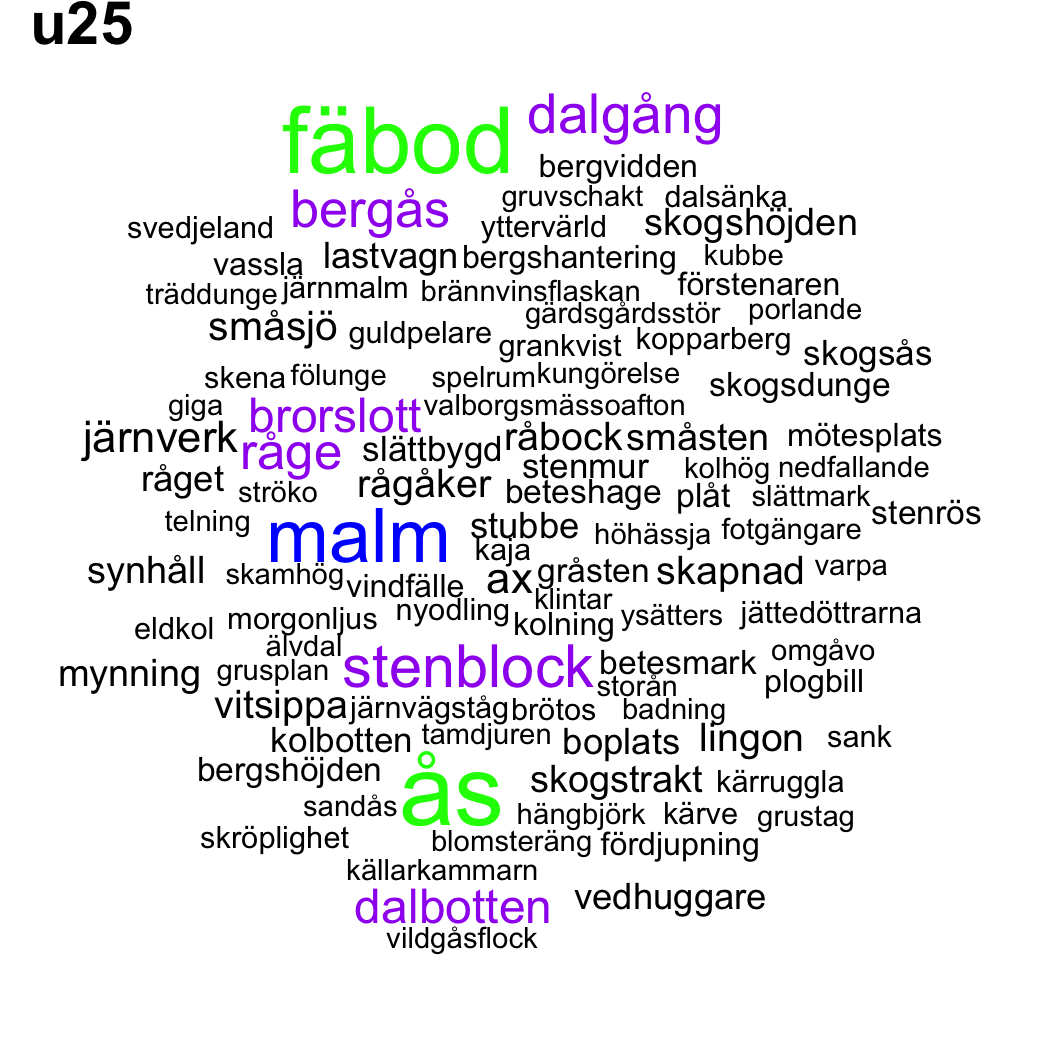 u25
fäbod dalgång
bergvidden
bergås gruvschakt dalsänka
svedjeland yttervärld skogshöjden
vassla lastvagn bergshantering kubbe
träddunge järnmalm brännvinsflaskan förstenaren
småsjö guldpelare gärdsgårdsstör porlande
grankvist kopparberg skogsås
skena fölunge spelrum kungörelse skogsdunge
giga brorslott valborgsmässoafton
järnverk råge slättbygd råbock småsten mötesplats
råget ströko rågåker stenmur kolhög nedfallande
beteshage plåt slättmark stenrös
telning malm stubbe höhässja fotgängare
kaja
synhåll skamhög vindfälle ax gråsten skapnad varpa
eldkol morgonljus nyodling klintar kolning ysätters jättedöttrarna
älvdal
mynning grusplan stenblock betesmark omgåvo
storån plogbill
vitsippa järnvägståg brötos badning
kolbotten tamdjuren boplats lingon sank
bergshöjden ås skogstrakt kärruggla
sandås hängbjörk kärve grustag
skröplighet blomsteräng fördjupning
källarkammarn
dalbotten vedhuggare
vildgåsflock